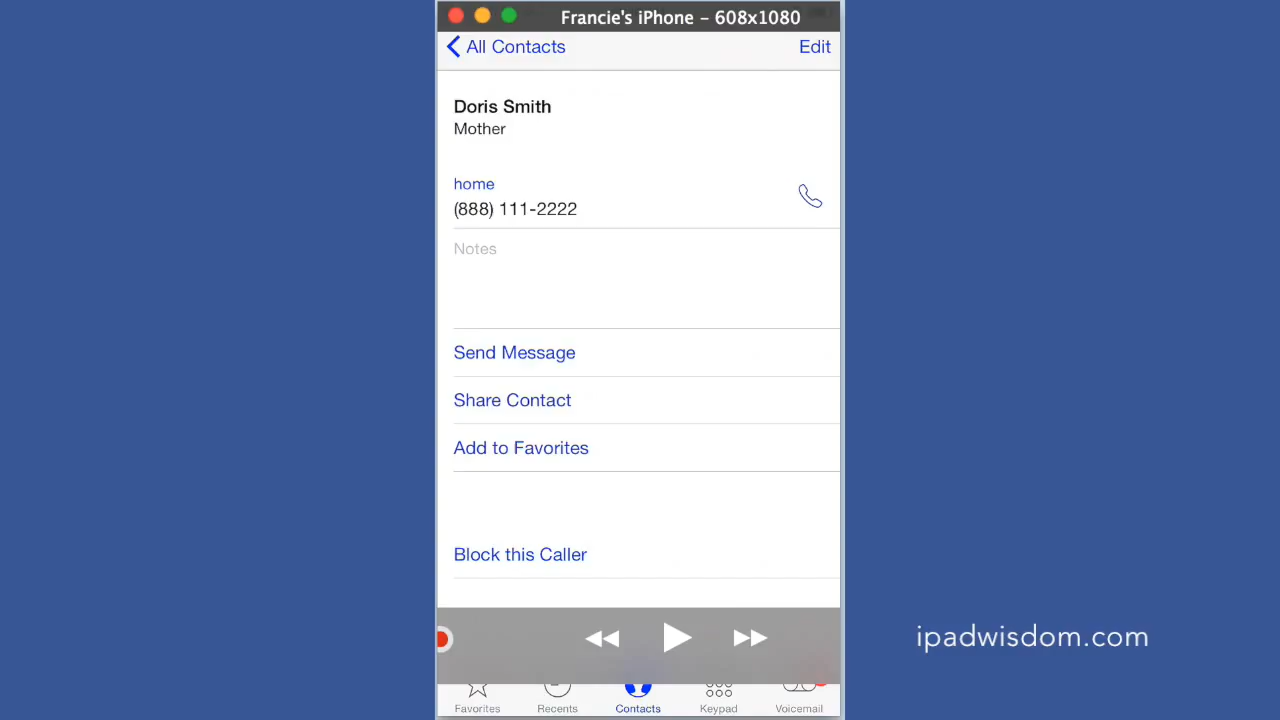 Francie's iPhone – 608x1080
All Contacts
Edit
Doris Smith
Mother
home
(888) 111-2222
Notes
Send Message
Share Contact
Add to Favorites
Block this Caller
ipadwisdom.com
Favorites
Recents
Contacts
Keypad
Voicemail